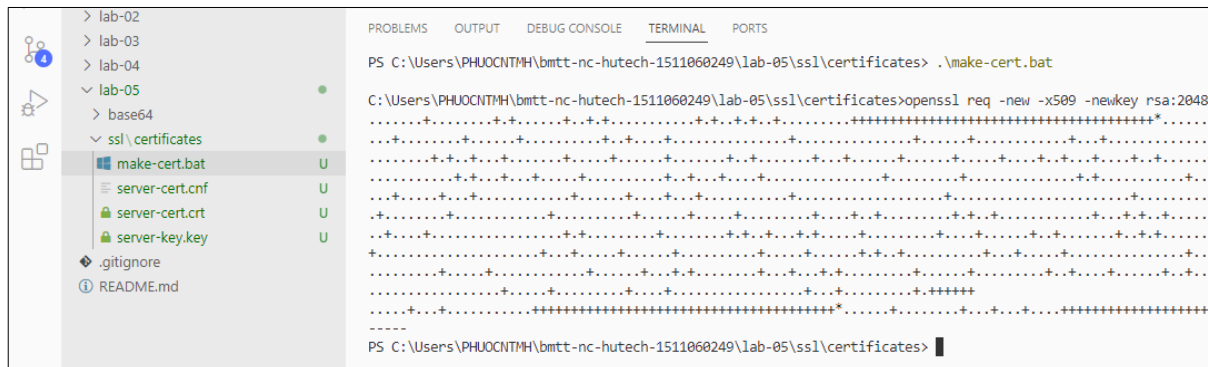 > lab-02
> lab-03
> lab-04
lab-05
> base64
ssl\certificates
make-cert.bat U
server-cert.cnf U
server-cert.crt U
server-key.key U
.gitignore
README.md
4
PROBLEMS OUTPUT DEBUG CONSOLE TERMINAL PORTS
PS C:\Users\PHUOCNTMH\bmtt-nc-hutech-1511060249\lab-05\ssl\certificates> .\make-cert.bat
C:\Users\PHUOCNTMH\bmtt-nc-hutech-1511060249\lab-05\ssl\certificates>openssl req -new -x509 -newkey rsa:2048
-----
PS C:\Users\PHUOCNTMH\bmtt-nc-hutech-1511060249\lab-05\ssl\certificates>